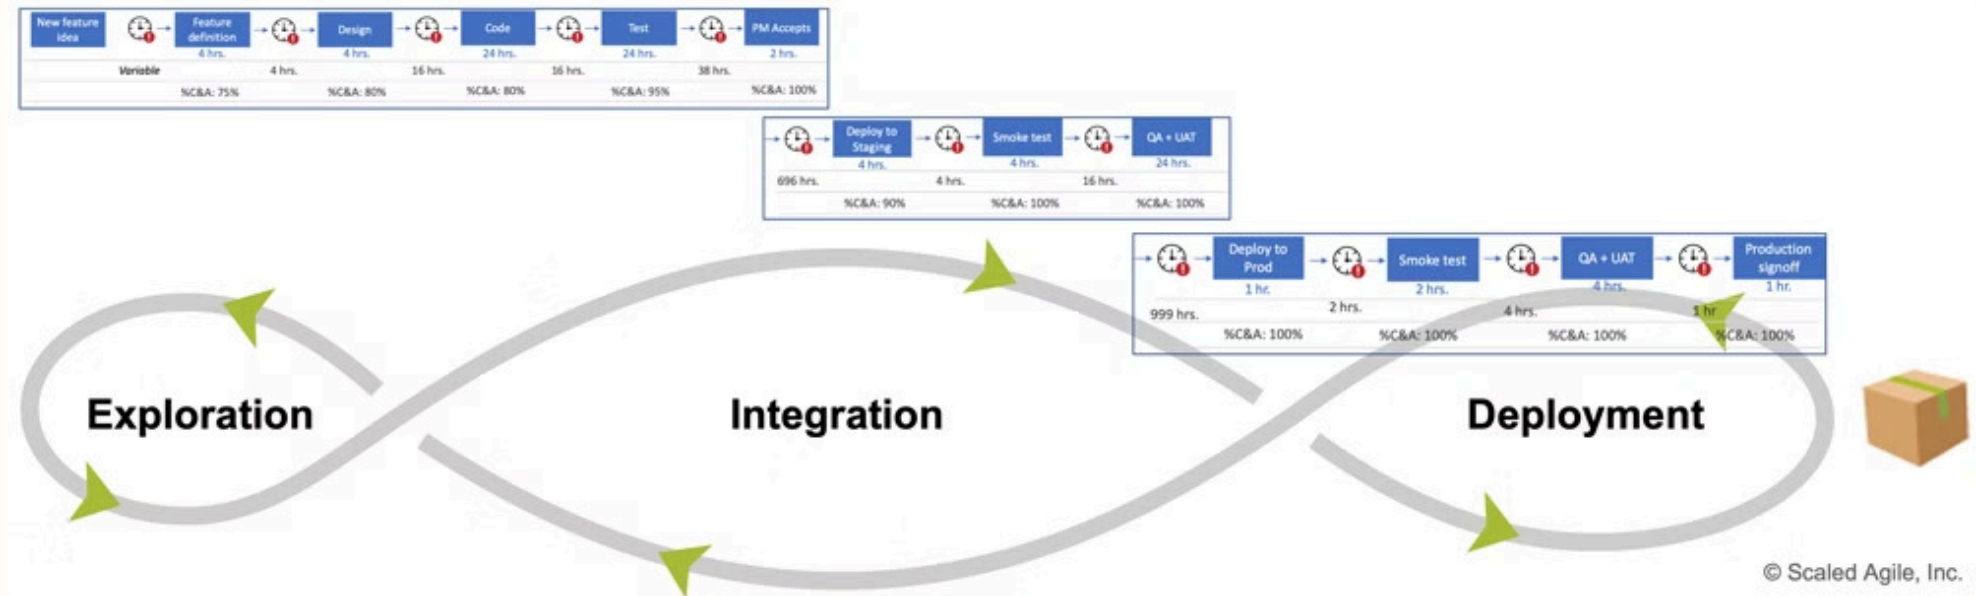 New feature
idea
Feature
definition
Design
Code
Test
PM Accepts
4 hrs.
4 hrs.
24 hrs.
24 hrs.
2 hrs.
Variable
4 hrs.
16 hrs.
16 hrs.
38 hrs.
%C&A: 75%
%C&A: 80%
%C&A: 80%
%C&A: 95%
%C&A: 100%
Deploy to
Staging
Smoke test
QA + UAT
4 hrs.
4 hrs.
24 hrs.
696 hrs.
4 hrs.
16 hrs.
%C&A: 90%
%C&A: 100%
%C&A: 100%
Deploy to
Prod
Smoke test
QA + UAT
Production
signoff
1 hr.
2 hrs.
4 hrs.
1 hr.
999 hrs.
2 hrs.
4 hrs.
1 hr
%C&A: 100%
%C&A: 100%
%C&A: 100%
%C&A: 100%
Exploration
Integration
Deployment
© Scaled Agile, Inc.